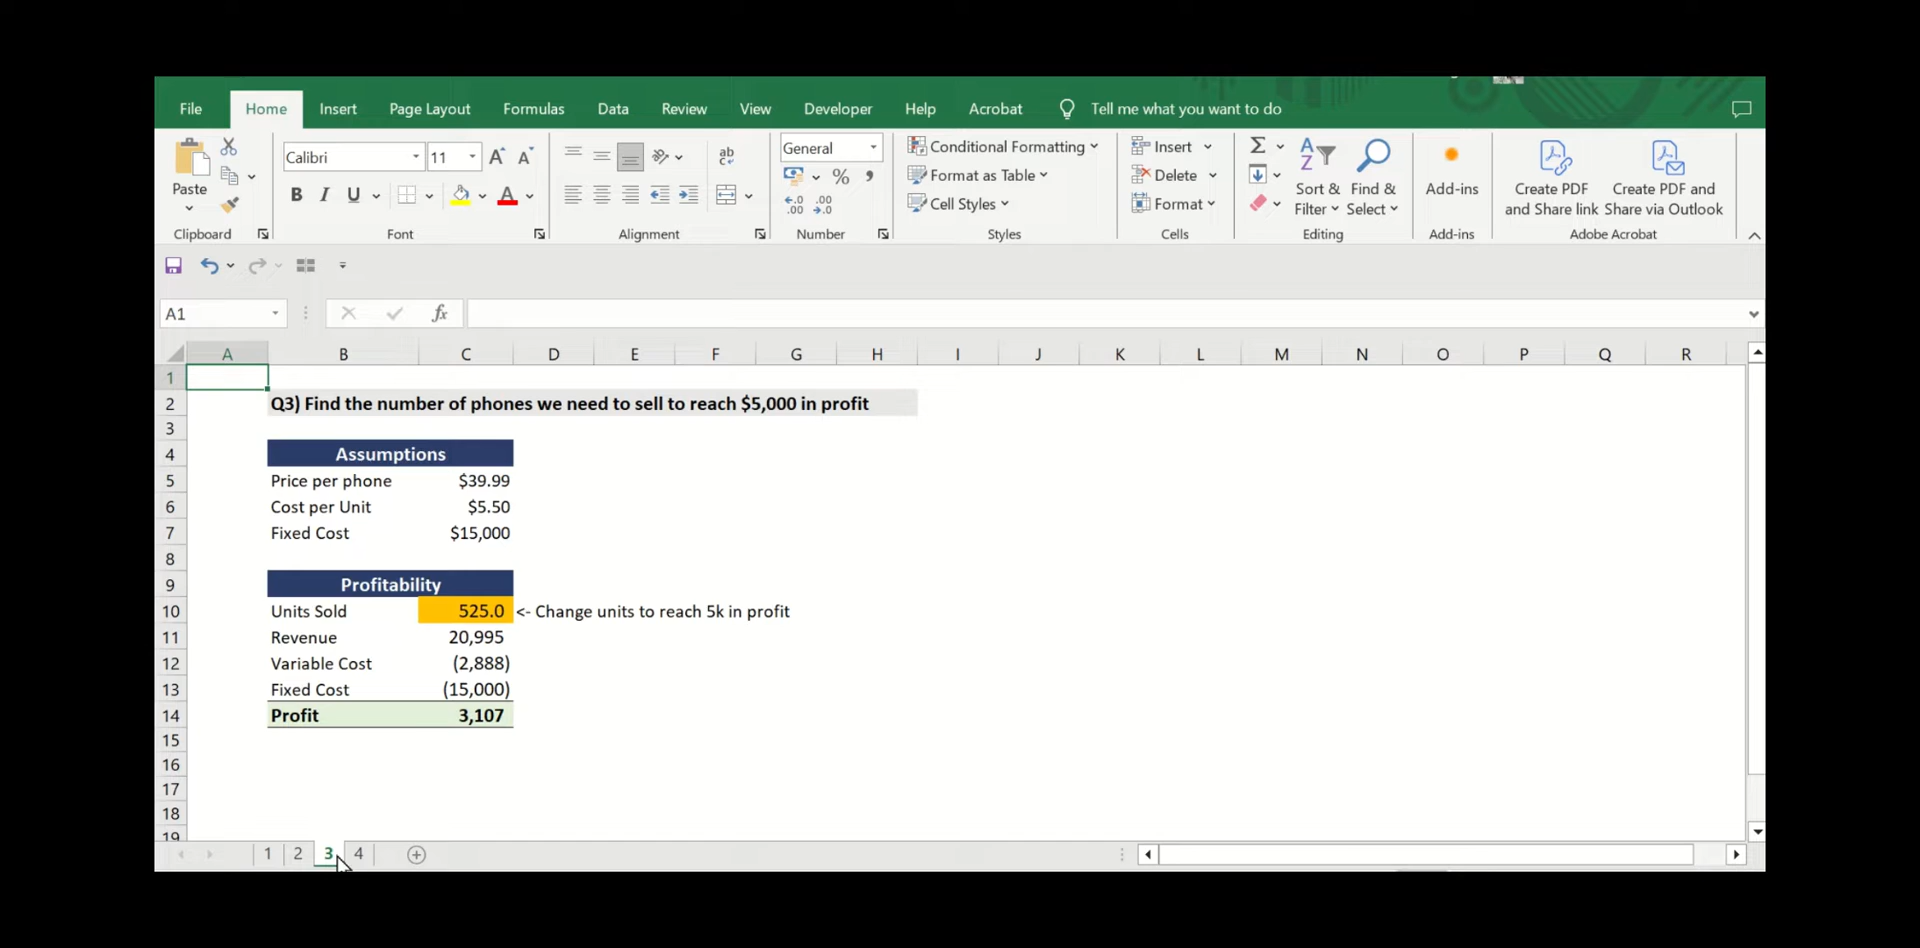 File Home Insert Page Layout Formulas Data Review View Developer Help Acrobat Tell me what you want to do
Calibri 11 General Conditional Formatting Insert
Paste B I U A % Format as Table Delete Sort & Filter Find & Select Add-ins Create PDF and Share link Create PDF and Share via Outlook
Cell Styles Format
Clipboard Font Alignment Number Styles Cells Editing Add-ins Adobe Acrobat
A1 fx
A B C D E F G H I J K L M N O P Q R
1
2 Q3) Find the number of phones we need to sell to reach $5,000 in profit
3
4 Assumptions
5 Price per phone $39.99
6 Cost per Unit $5.50
7 Fixed Cost $15,000
8
9 Profitability
10 Units Sold 525.0 <- Change units to reach 5k in profit
11 Revenue 20,995
12 Variable Cost (2,888)
13 Fixed Cost (15,000)
14 Profit 3,107
15
16
17
18
19
1 2 3 4